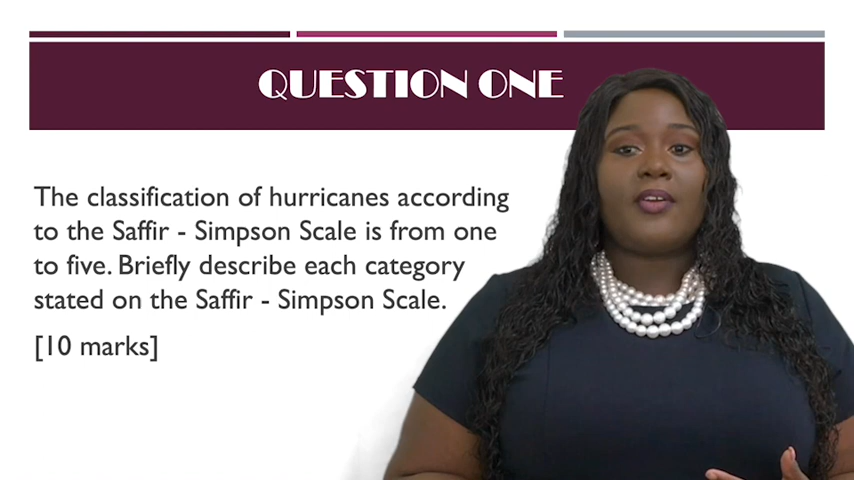 QUESTION ONE
The classification of hurricanes according
to the Saffir - Simpson Scale is from one
to five. Briefly describe each category
stated on the Saffir - Simpson Scale.
[10 marks]